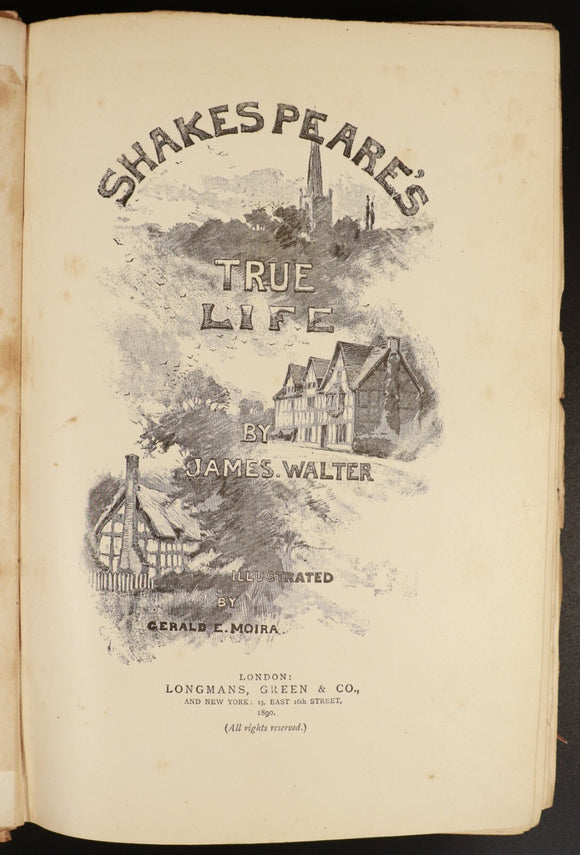 SHAKESPEARE'S
TRUE
LIFE
BY
JAMES. WALTER
ILLUSTRATED
BY
GERALD E. MOIRA
LONDON:
LONGMANS, GREEN & CO.,
AND NEW YORK: 15, EAST 16th STREET,
1890.
(All rights reserved.)